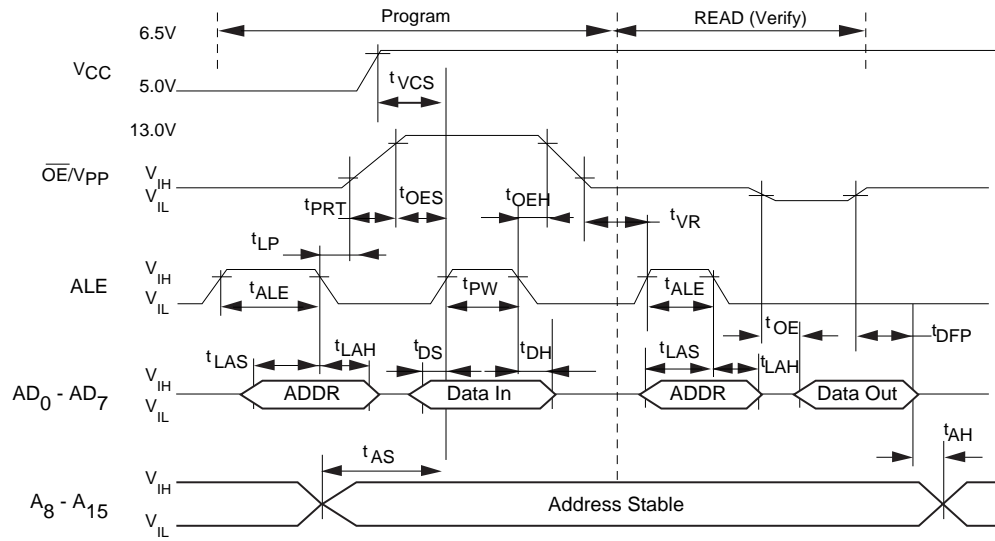 Program
READ (Verify)
6.5V
VCC
5.0V
tVCS
13.0V
OE/VPP
VIH
VIL
tPRT
tOES
tOEH
tVR
tLP
ALE
VIH
VIL
tALE
tPW
tALE
tOE
tDFP
tLAS
tLAH
tDS
tDH
tLAS
tLAH
AD0 - AD7
VIH
VIL
ADDR
Data In
ADDR
Data Out
tAS
tAH
A8 - A15
VIH
VIL
Address Stable